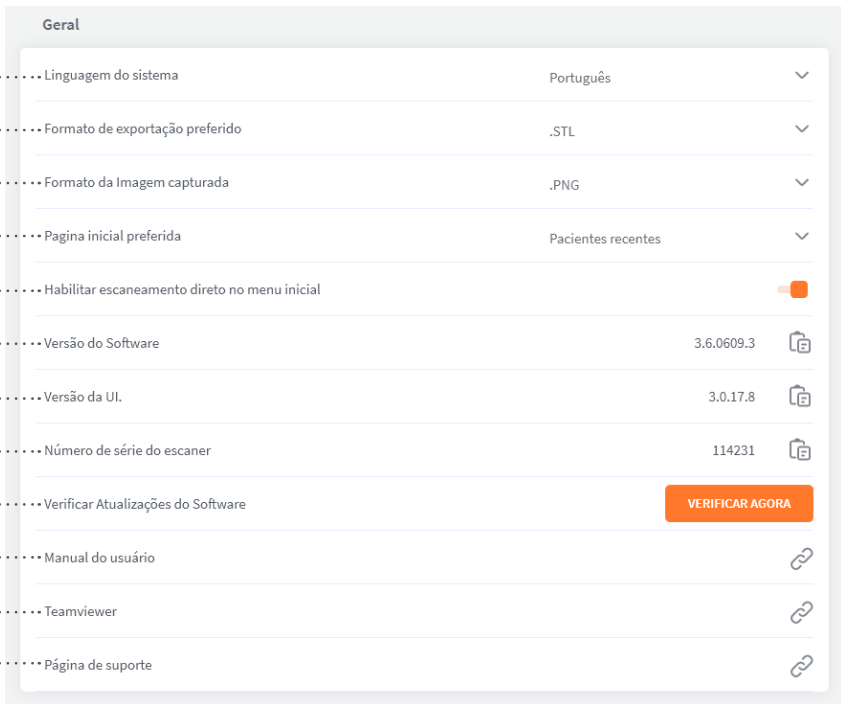 Geral
Linguagem do sistema Português
Formato de exportação preferido .STL
Formato da Imagem capturada .PNG
Pagina inicial preferida Pacientes recentes
Habilitar escaneamento direto no menu inicial
Versão do Software 3.6.0609.3
Versão da UI. 3.0.17.8
Número de série do escaner 114231
Verificar Atualizações do Software VERIFICAR AGORA
Manual do usuário
Teamviewer
Página de suporte